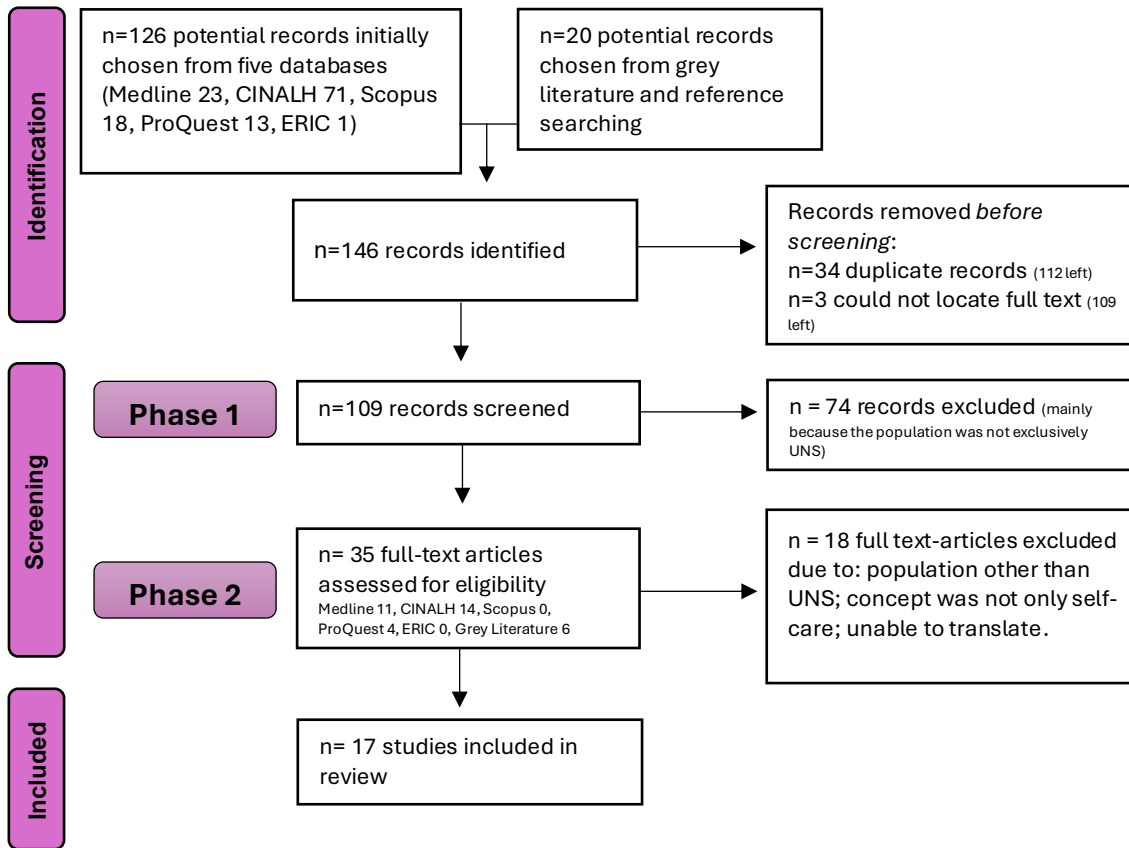 Identification
n=126 potential records initially
chosen from five databases
(Medline 23, CINALH 71, Scopus
18, ProQuest 13, ERIC 1)
n=20 potential records
chosen from grey
literature and reference
searching
n=146 records identified
Records removed before
screening:
n=34 duplicate records (112 left)
n=3 could not locate full text (109
left)
Screening
Phase 1
n=109 records screened
n = 74 records excluded (mainly
because the population was not exclusively
UNS)
Phase 2
n= 35 full-text articles
assessed for eligibility
Medline 11, CINALH 14, Scopus 0,
ProQuest 4, ERIC 0, Grey Literature 6
n = 18 full text-articles excluded
due to: population other than
UNS; concept was not only self-
care; unable to translate.
Included
n= 17 studies included in
review